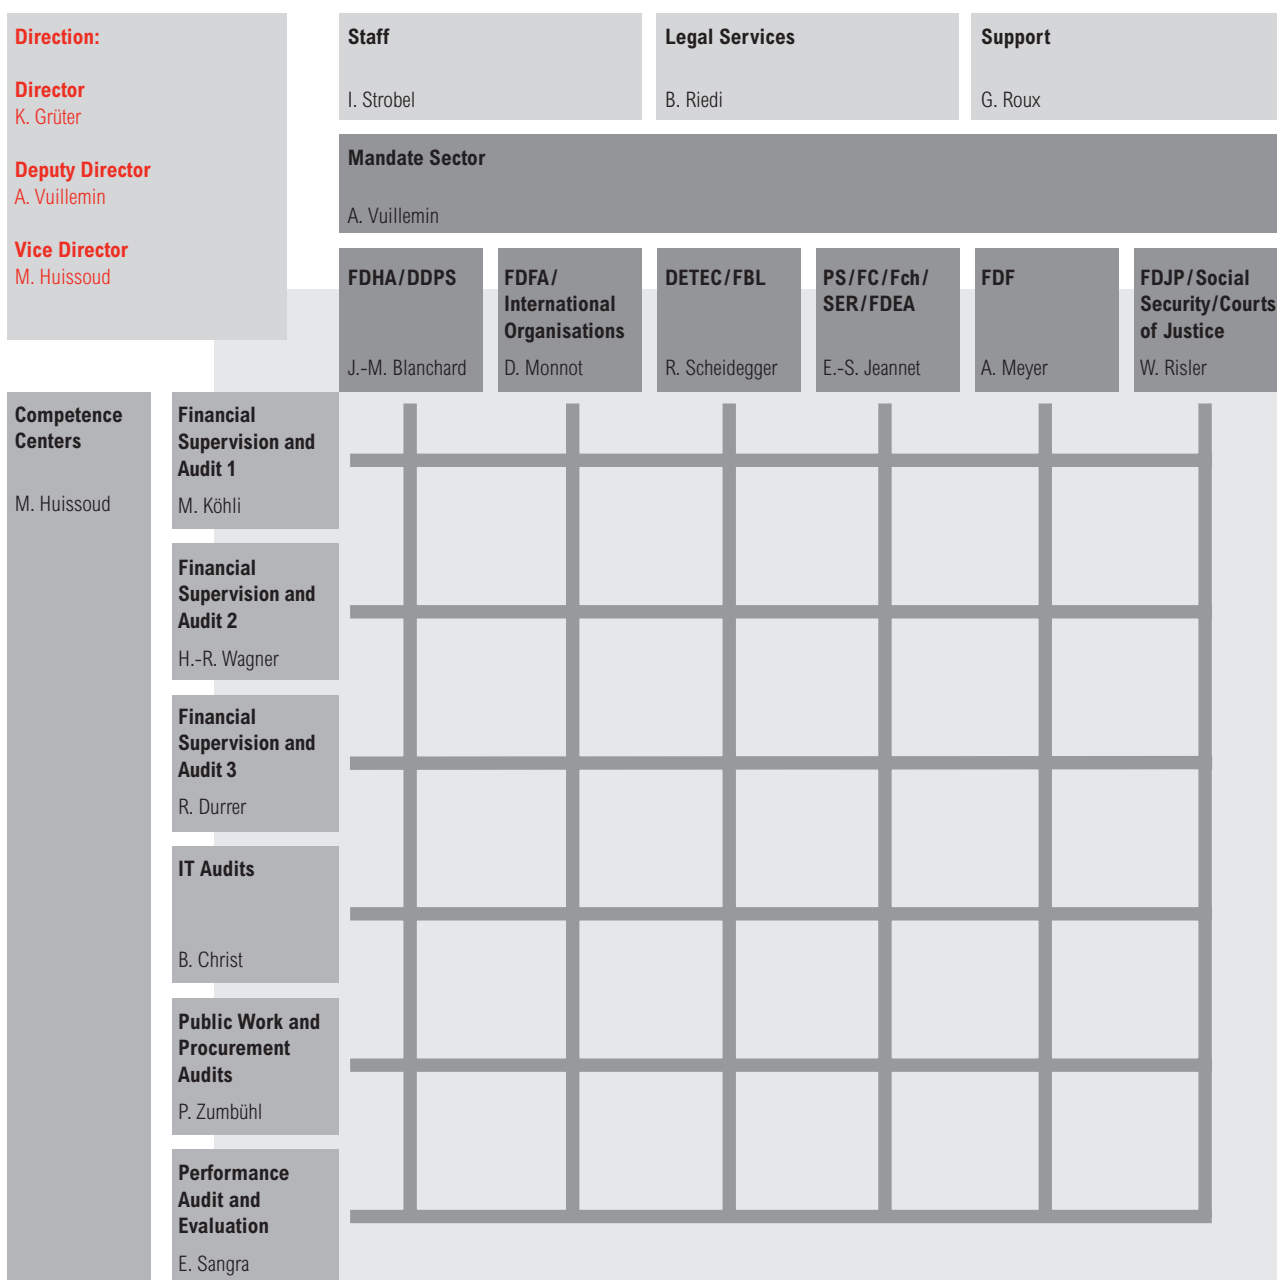 Direction:
Director
K. Grüter
Deputy Director
A. Vuillemin
Vice Director
M. Huissoud
Staff
I. Strobel
Legal Services
B. Riedi
Support
G. Roux
Mandate Sector
A. Vuillemin
FDHA/DDPS
J.-M. Blanchard
FDFA/
International
Organisations
D. Monnot
DETEC/FBL
R. Scheidegger
PS/FC/Fch/
SER/FDEA
E.-S. Jeannet
FDF
A. Meyer
FDJP/Social
Security/Courts
of Justice
W. Risler
Competence
Centers
M. Huissoud
Financial
Supervision and
Audit 1
M. Köhli
Financial
Supervision and
Audit 2
H.-R. Wagner
Financial
Supervision and
Audit 3
R. Durrer
IT Audits
B. Christ
Public Work and
Procurement
Audits
P. Zumbühl
Performance
Audit and
Evaluation
E. Sangra